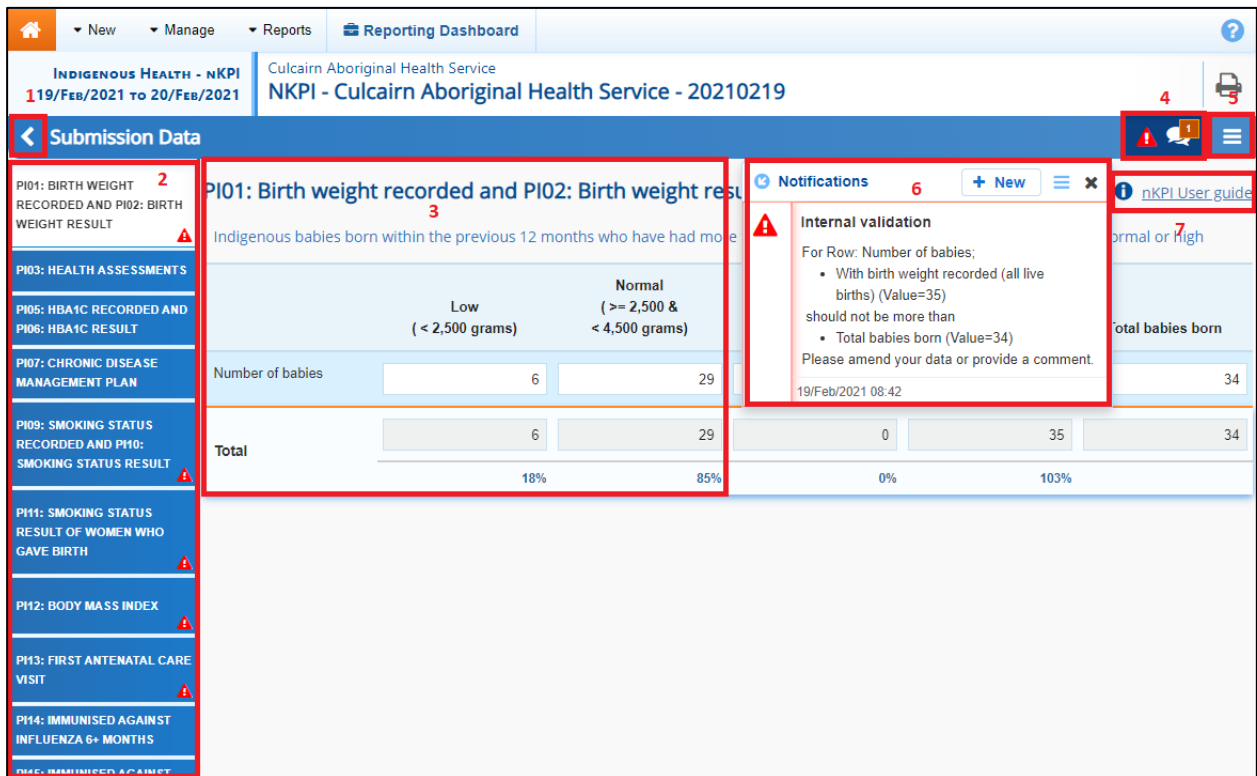 New Manage Reports Reporting Dashboard ?
INDIGENOUS HEALTH - NKPI
19/FEB/2021 TO 20/FEB/2021
1
Culcairn Aboriginal Health Service
NKPI - Culcairn Aboriginal Health Service - 20210219
4 5
Submission Data
1
PI01: BIRTH WEIGHT
RECORDED AND PI02: BIRTH
WEIGHT RESULT
2
PI03: HEALTH ASSESSMENTS
PI05: HBA1C RECORDED AND
PI06: HBA1C RESULT
PI07: CHRONIC DISEASE
MANAGEMENT PLAN
PI09: SMOKING STATUS
RECORDED AND PI10:
SMOKING STATUS RESULT
PI11: SMOKING STATUS
RESULT OF WOMEN WHO
GAVE BIRTH
PI12: BODY MASS INDEX
PI13: FIRST ANTENATAL CARE
VISIT
PI14: IMMUNISED AGAINST
INFLUENZA 6+ MONTHS
PI15: IMMUNISED AGAINST
PI01: Birth weight recorded and PI02: Birth weight resu
3
Indigenous babies born within the previous 12 months who have had more
ormal or high
Low
( < 2,500 grams)
Normal
( >= 2,500 &
< 4,500 grams)
Total babies born
Number of babies 6 29 34
Total 6 29 0 35 34
18% 85% 0% 103%
Notifications 6 + New
Internal validation
For Row: Number of babies;
• With birth weight recorded (all live
births) (Value=35)
should not be more than
• Total babies born (Value=34)
Please amend your data or provide a comment.
19/Feb/2021 08:42
nKPI User guide
7